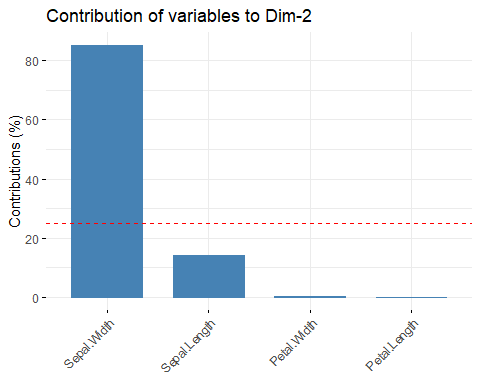 Contribution of variables to Dim-2
Contributions (%)
80
60
40
20
0
Sepal.Width
Sepal.Length
Petal.Width
Petal.Length